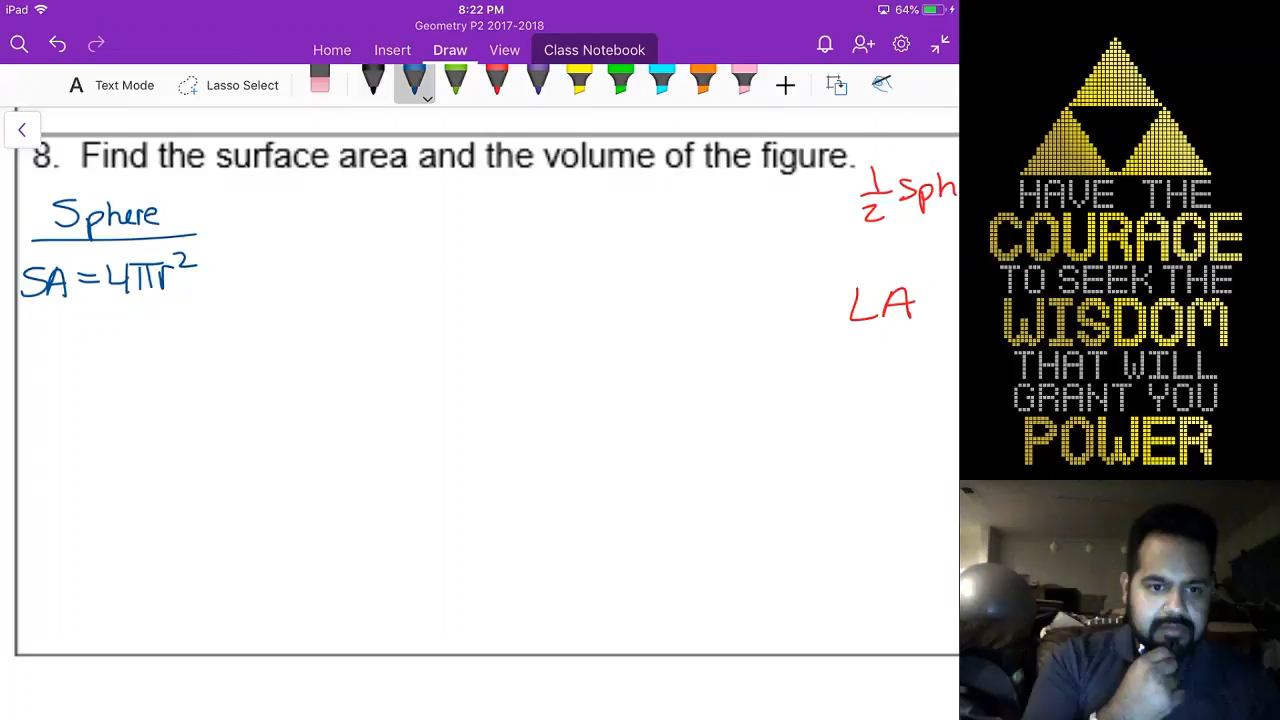 iPad 8:22 PM 64%
Geometry P2 2017-2018
Home Insert Draw View Class Notebook
A Text Mode Lasso Select
8. Find the surface area and the volume of the figure.
Sphere
SA = 4πr²
1/2 Sph
LA
HAVE THE
COURAGE
TO SEEK THE
WISDOM
THAT WILL
GRANT YOU
POWER